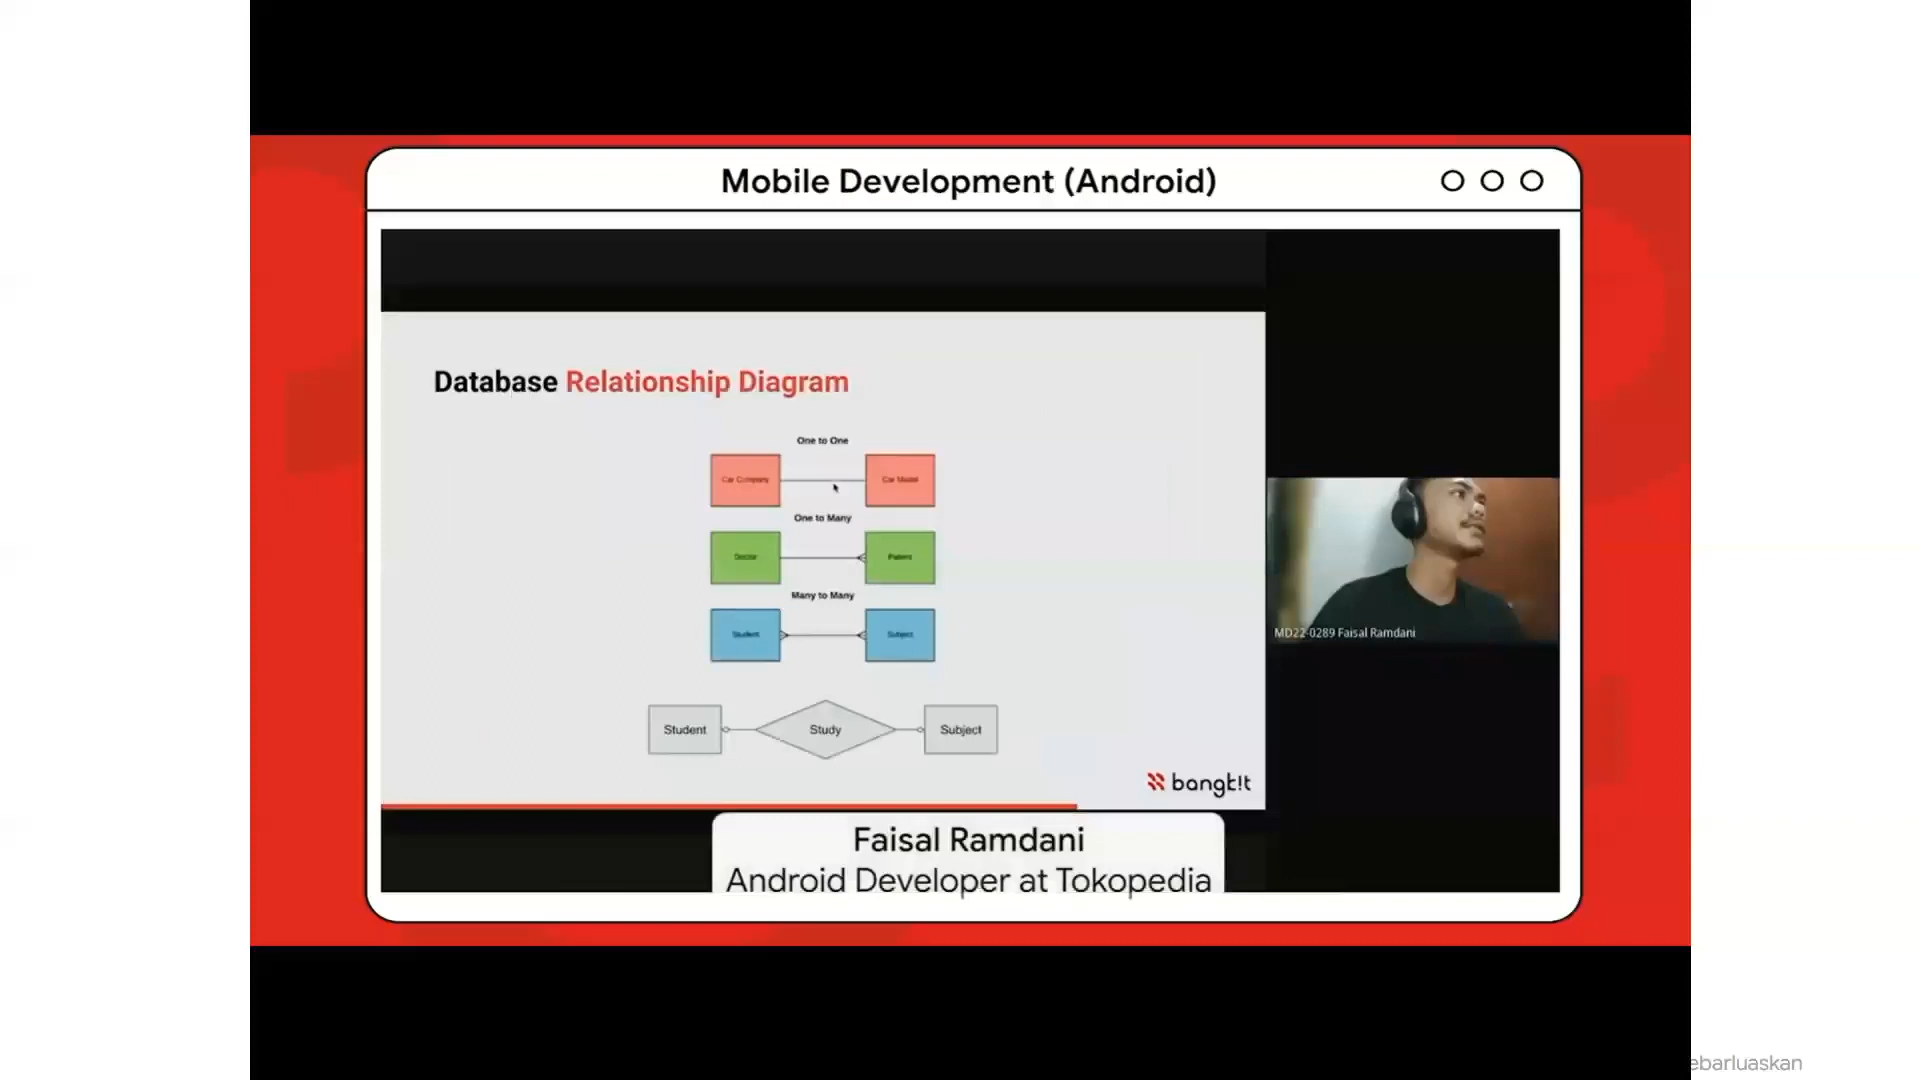 Mobile Development (Android)
Database Relationship Diagram
One to One
Car Company
Car Model
One to Many
Doctor
Patient
Many to Many
Student
Subject
Student
Study
Subject
bangk!t
MD22-0289 Faisal Ramdani
Faisal Ramdani
Android Developer at Tokopedia
ebarluaskan